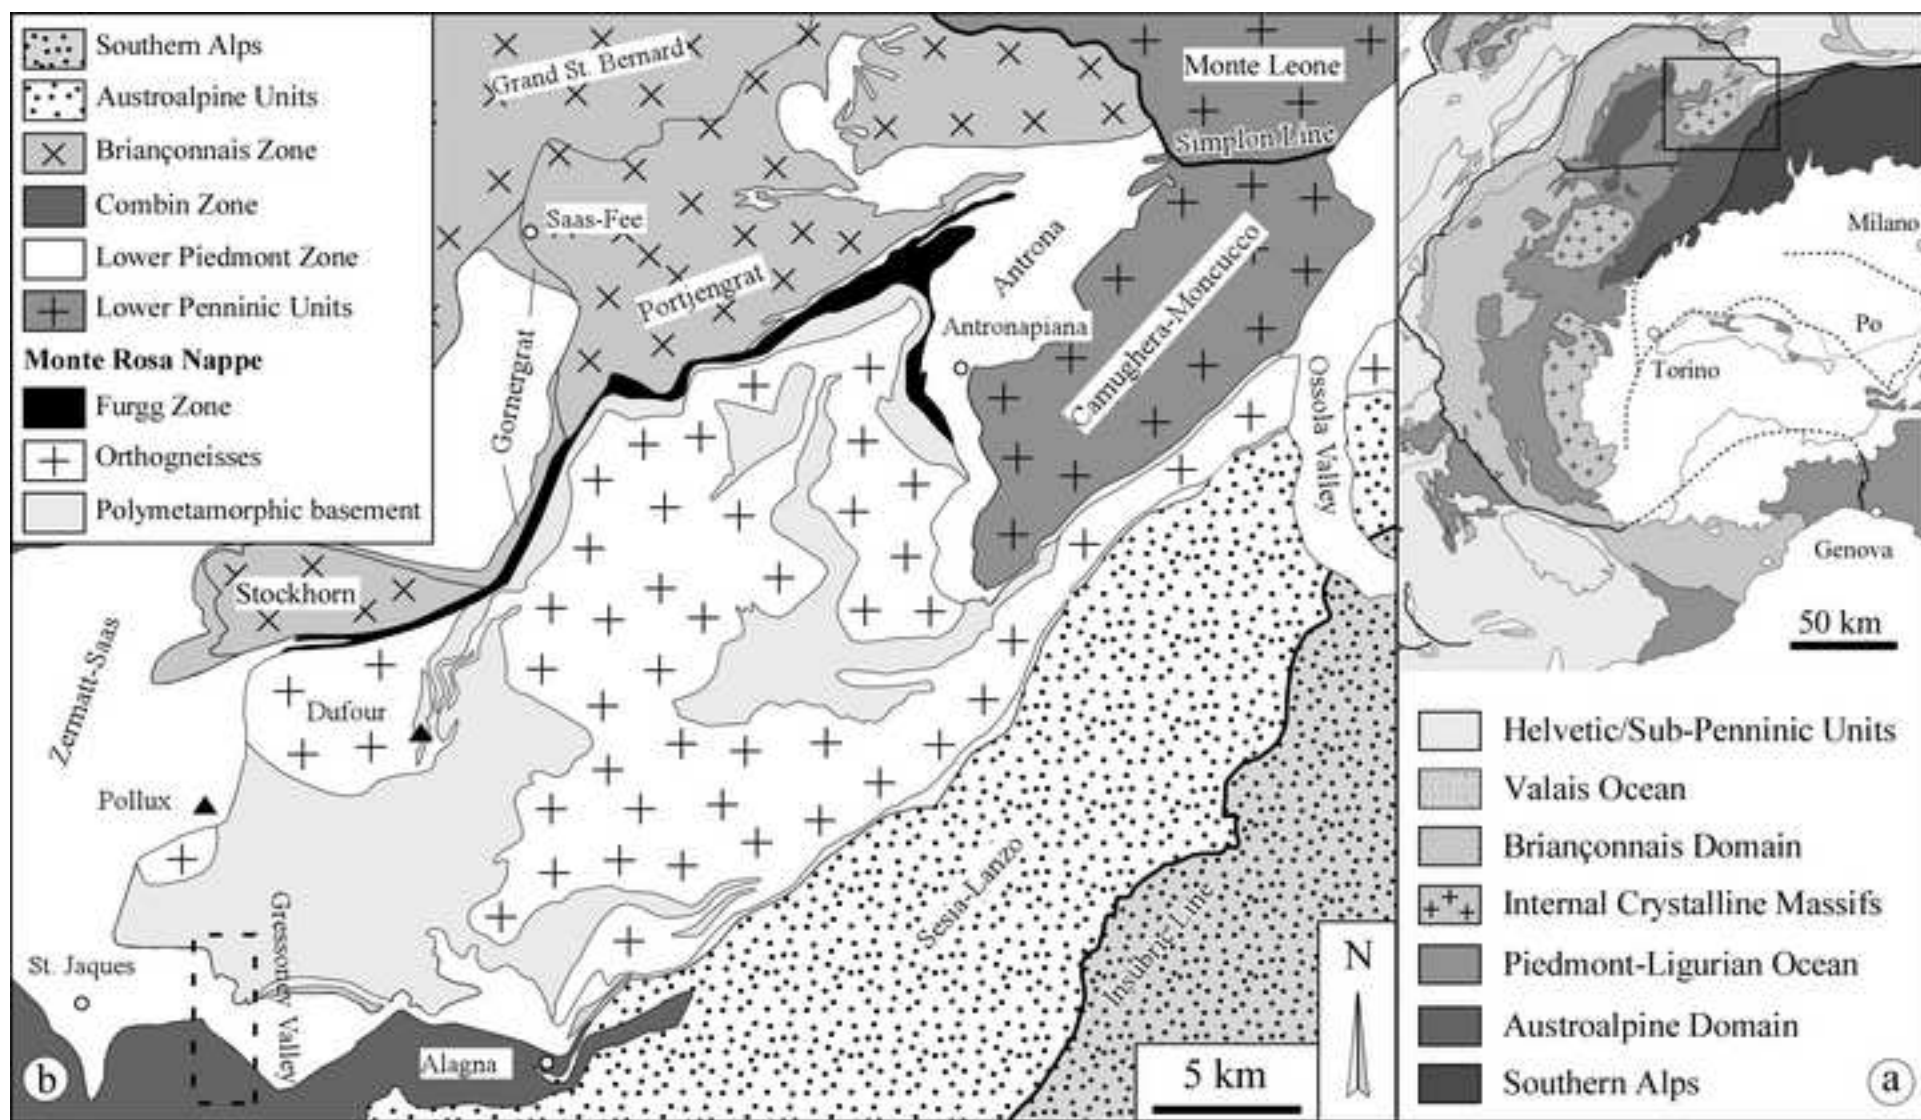 Southern Alps
Austroalpine Units
Briançonnais Zone
Combin Zone
Lower Piedmont Zone
Lower Penninic Units
Monte Rosa Nappe
Furgg Zone
Orthogneisses
Polymetamorphic basement
Grand St. Bernard
Monte Leone
Simplon Line
Saas-Fee
Portjengrat
Antrona
Antronapiana
Camughera-Moncucco
Ossola Valley
Gornergrat
Stockhorn
Zermatt-Saas
Dufour
Pollux
St. Jaques
Gressoney Valley
Alagna
Sesia-Lanzo
Insubric Line
N
5 km
b
Milano
Po
Torino
Genova
50 km
Helvetic/Sub-Penninic Units
Valais Ocean
Briançonnais Domain
Internal Crystalline Massifs
Piedmont-Ligurian Ocean
Austroalpine Domain
Southern Alps
a